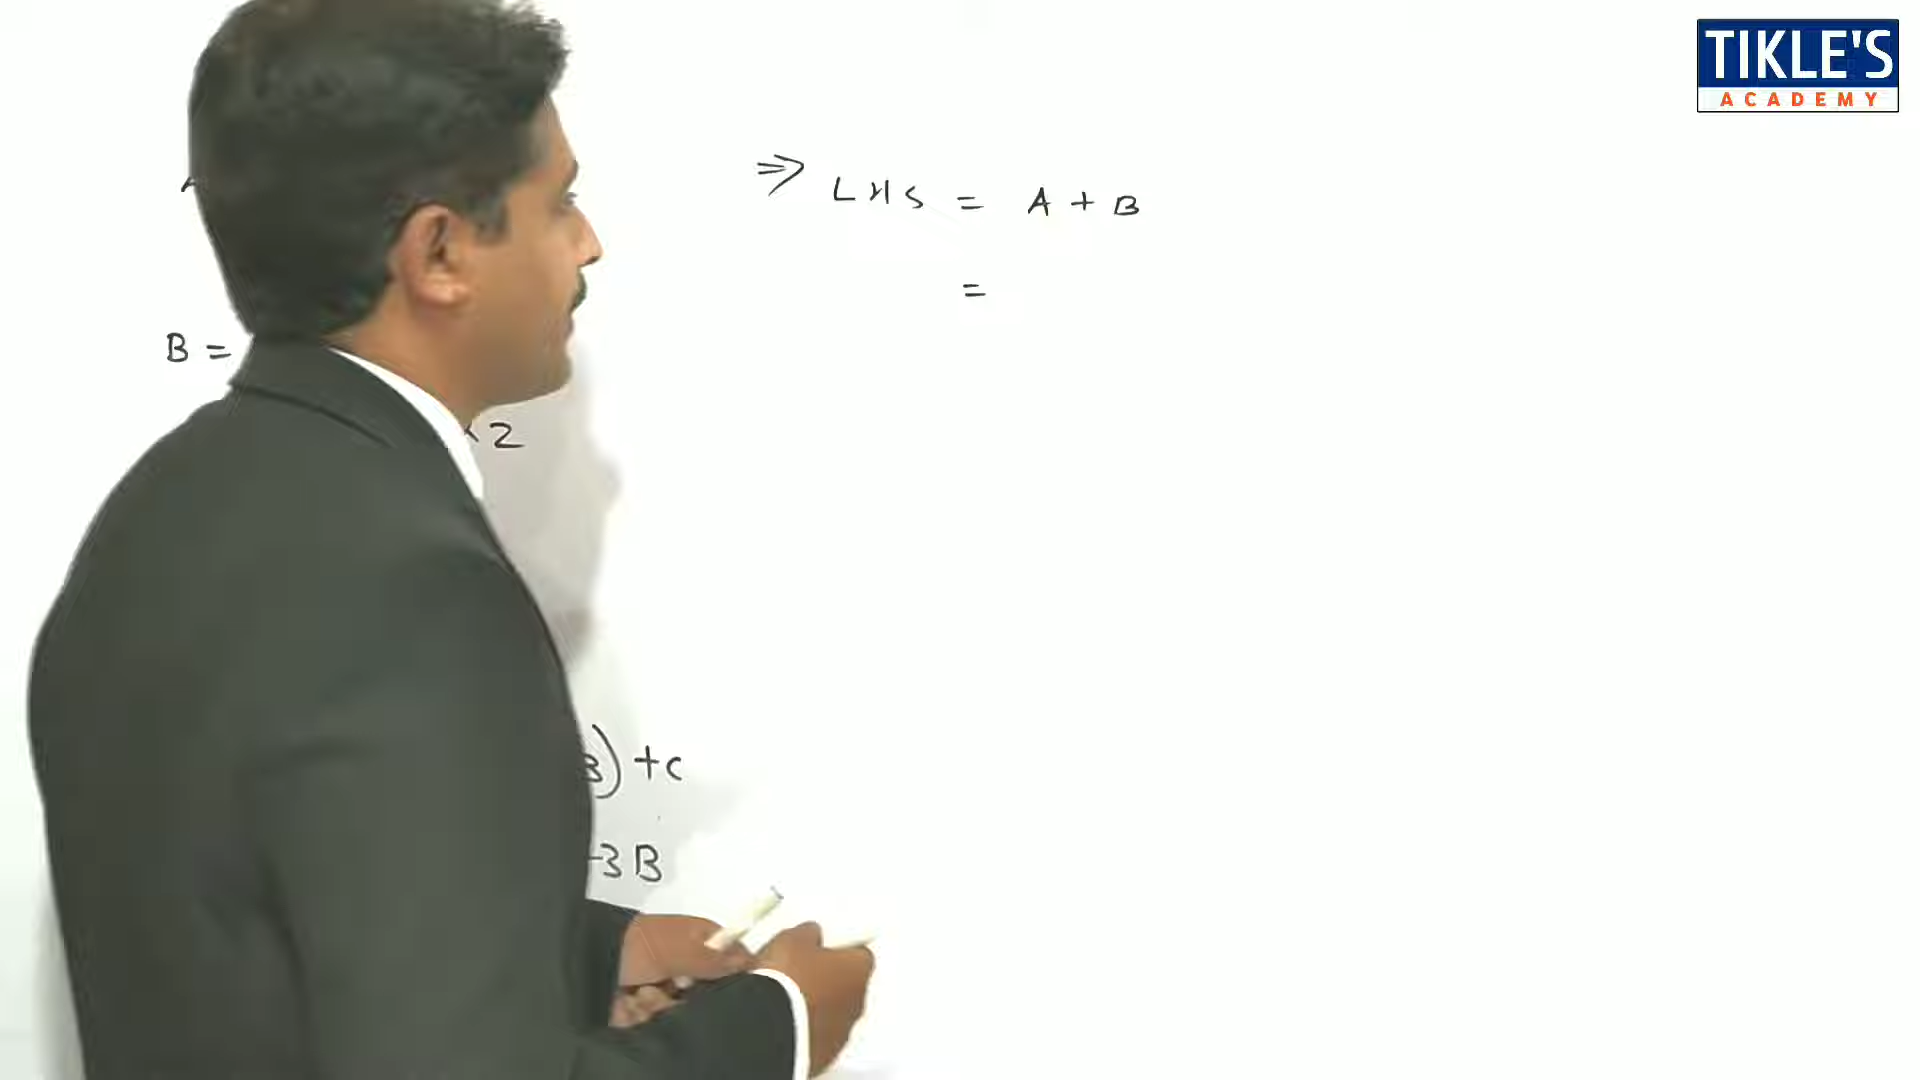 TIKLE'S
ACADEMY
⇒ LHS = A + B
=
B =
× 2
B) + C
3B